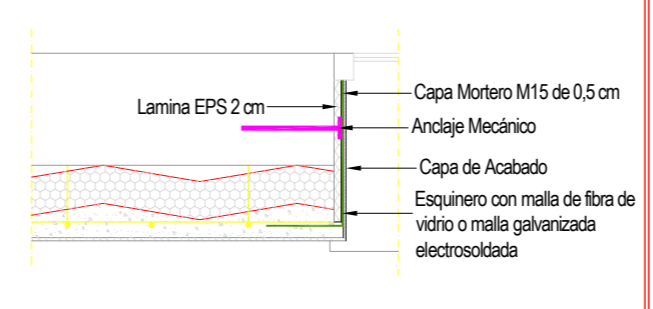 Lamina EPS 2 cm
Capa Mortero M15 de 0,5 cm
Anclaje Mecánico
Capa de Acabado
Esquinero con malla de fibra de
vidrio o malla galvanizada
electrosoldada